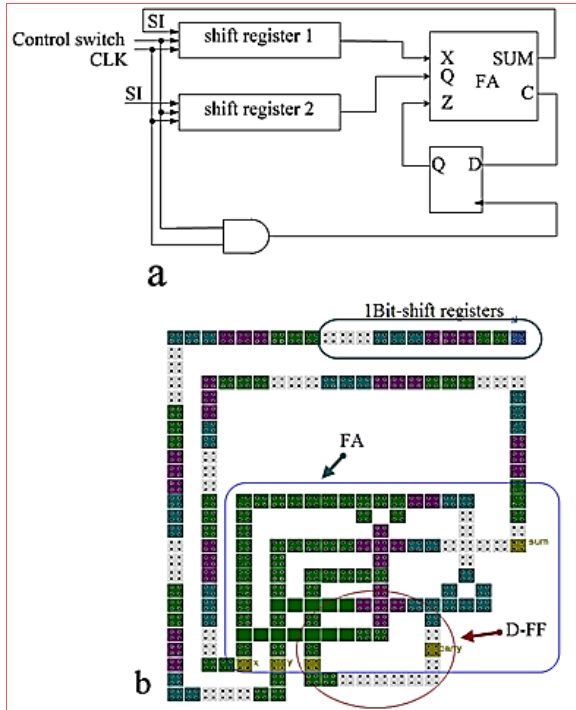 SI
Control switch
CLK
shift register 1
X SUM
Q FA
Z C
SI
shift register 2
Q D
a
1Bit-shift registers
FA
sum
D-FF
carry
x y
b